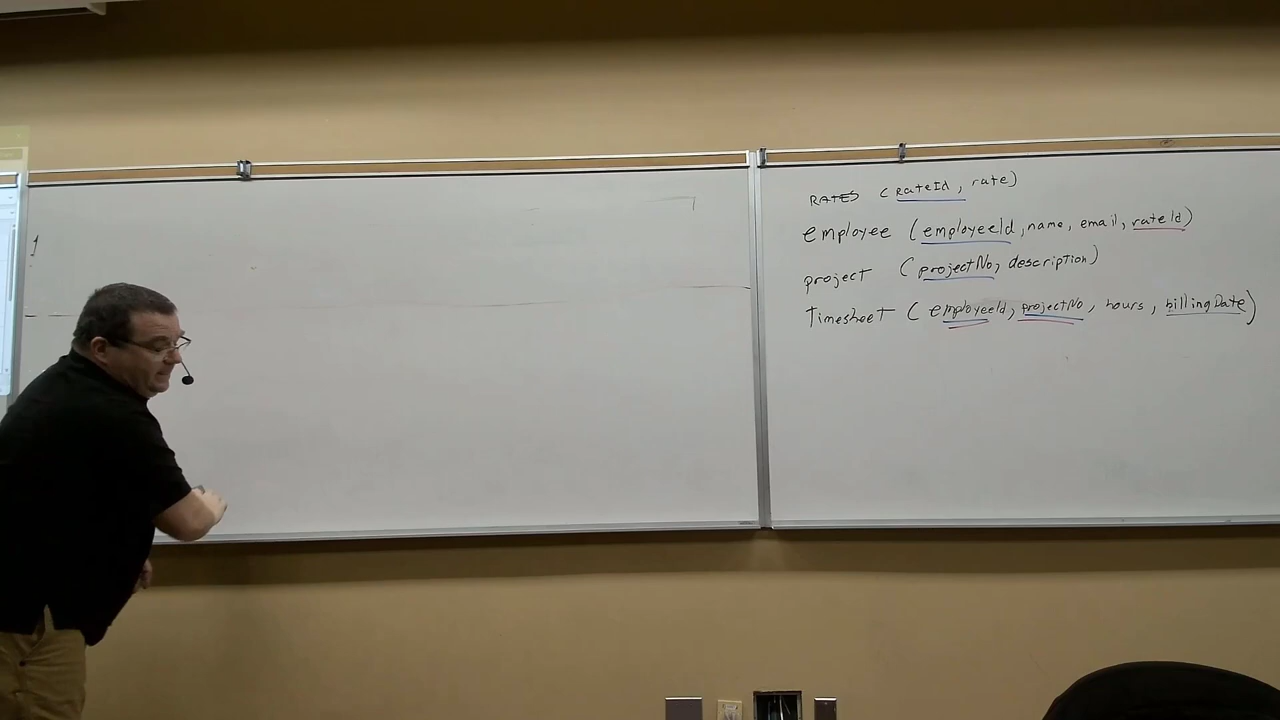 RATES (rateId, rate)
employee (employeeId, name, email, rateId)
project (projectNo, description)
Timesheet (employeeId, projectNo, hours, billingDate)